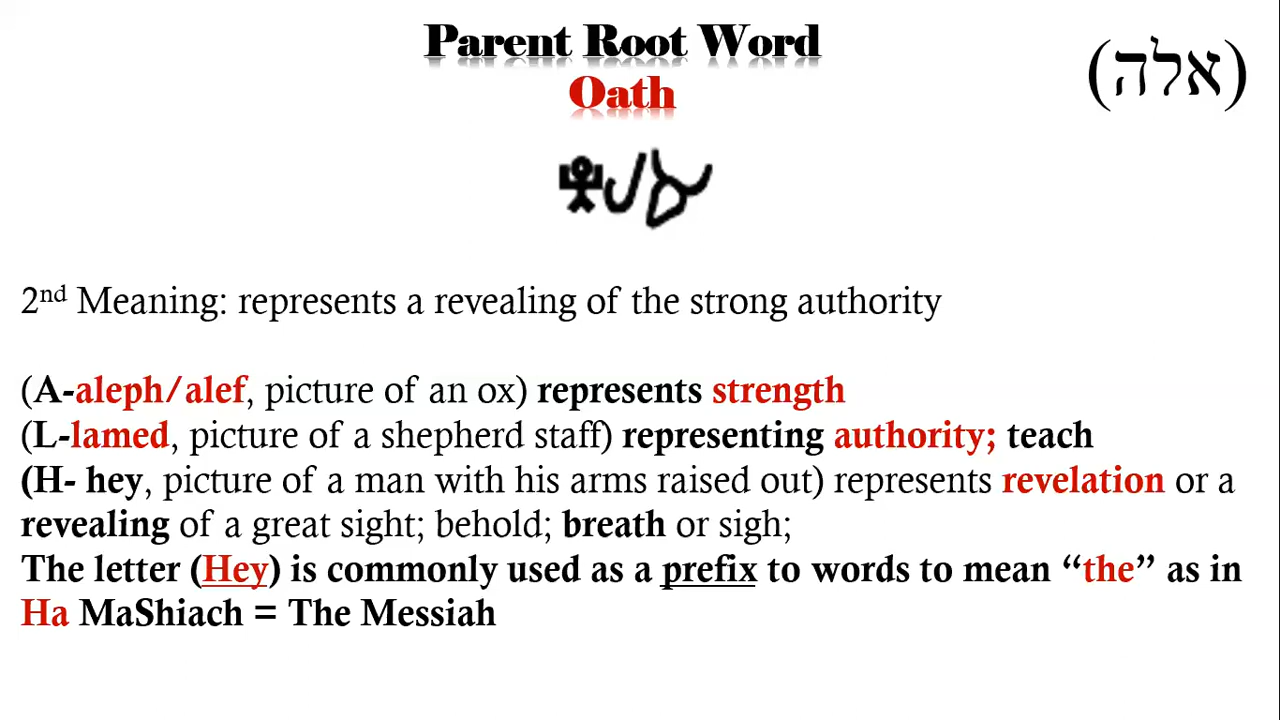 Parent Root Word
Oath
(אלה)
2nd Meaning: represents a revealing of the strong authority
(A-aleph/alef, picture of an ox) represents strength
(L-lamed, picture of a shepherd staff) representing authority; teach
(H- hey, picture of a man with his arms raised out) represents revelation or a
revealing of a great sight; behold; breath or sigh;
The letter (Hey) is commonly used as a prefix to words to mean “the” as in
Ha MaShiach = The Messiah